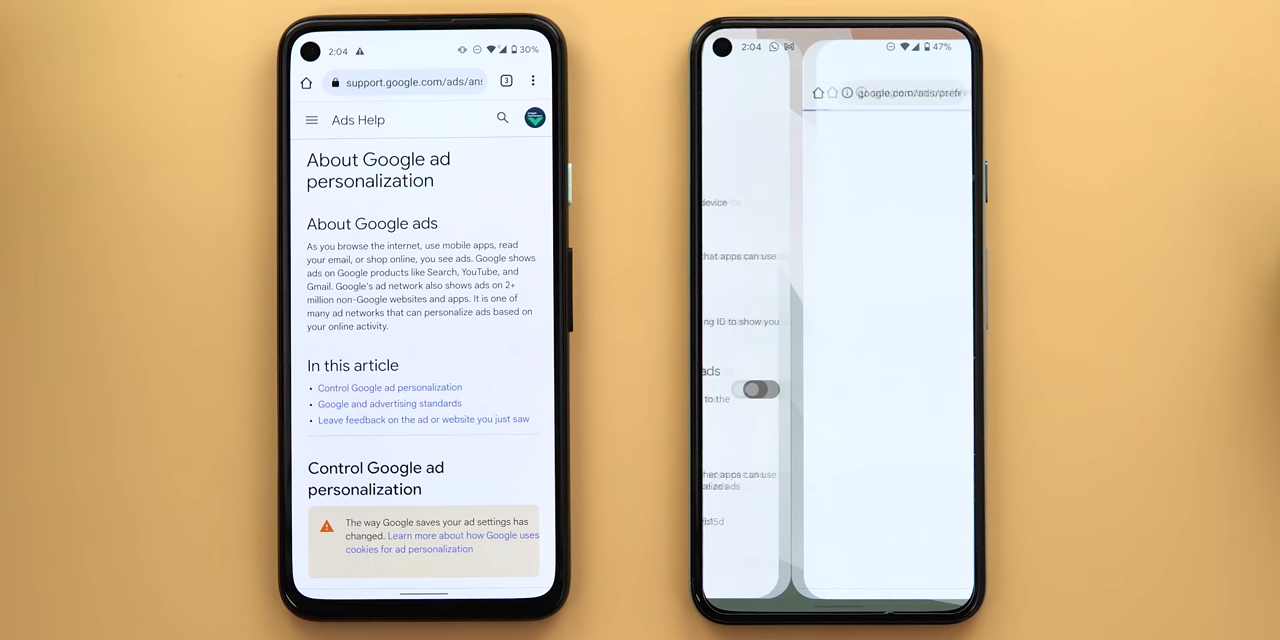 2:04
30%
support.google.com/ads/ans
3
Ads Help
About Google ad
personalization
About Google ads
As you browse the internet, use mobile apps, read
your email, or shop online, you see ads. Google shows
ads on Google products like Search, YouTube, and
Gmail. Google's ad network also shows ads on 2+
million non-Google websites and apps. It is one of
many ad networks that can personalize ads based on
your online activity.
In this article
• Control Google ad personalization
• Google and advertising standards
• Leave feedback on the ad or website you just saw
Control Google ad
personalization
The way Google saves your ad settings has
changed. Learn more about how Google uses
cookies for ad personalization
2:04
47%
device
that apps can use
ng ID to show you
ads
to the
her apps can use
alize ads